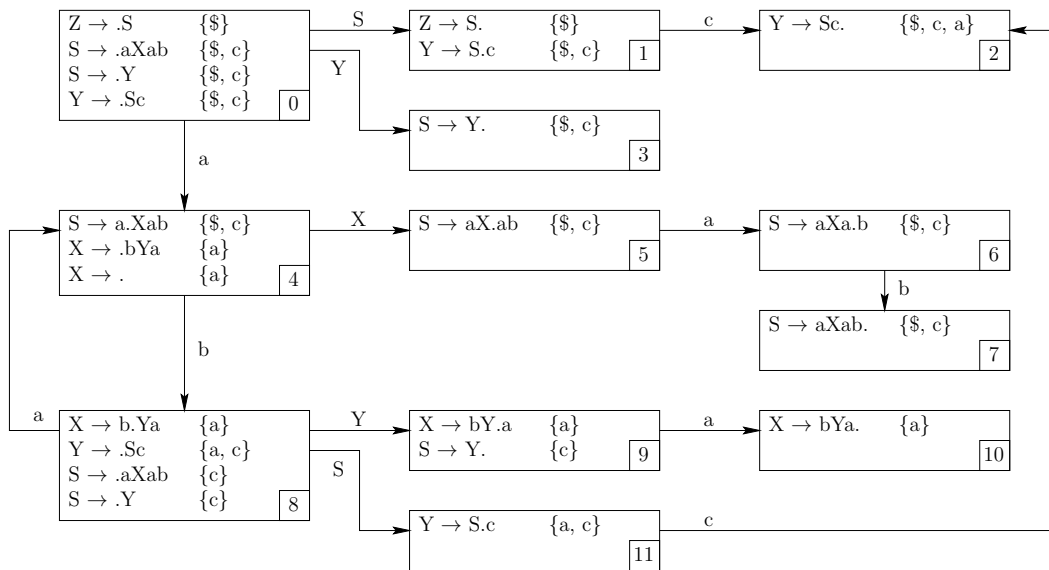 Z → .S {$}
S → .aXab {$, c}
S → .Y {$, c}
Y → .Sc {$, c}
0
S
Y
Z → S. {$}
Y → S.c {$, c}
1
c
Y → Sc. {$, c, a}
2
S → Y. {$, c}
3
a
S → a.Xab {$, c}
X → .bYa {a}
X → . {a}
4
X
S → aX.ab {$, c}
5
a
S → aXa.b {$, c}
6
b
S → aXab. {$, c}
7
b
a
X → b.Ya {a}
Y → .Sc {a, c}
S → .aXab {c}
S → .Y {c}
8
Y
S
X → bY.a {a}
S → Y. {c}
9
a
X → bYa. {a}
10
Y → S.c {a, c}
11
c